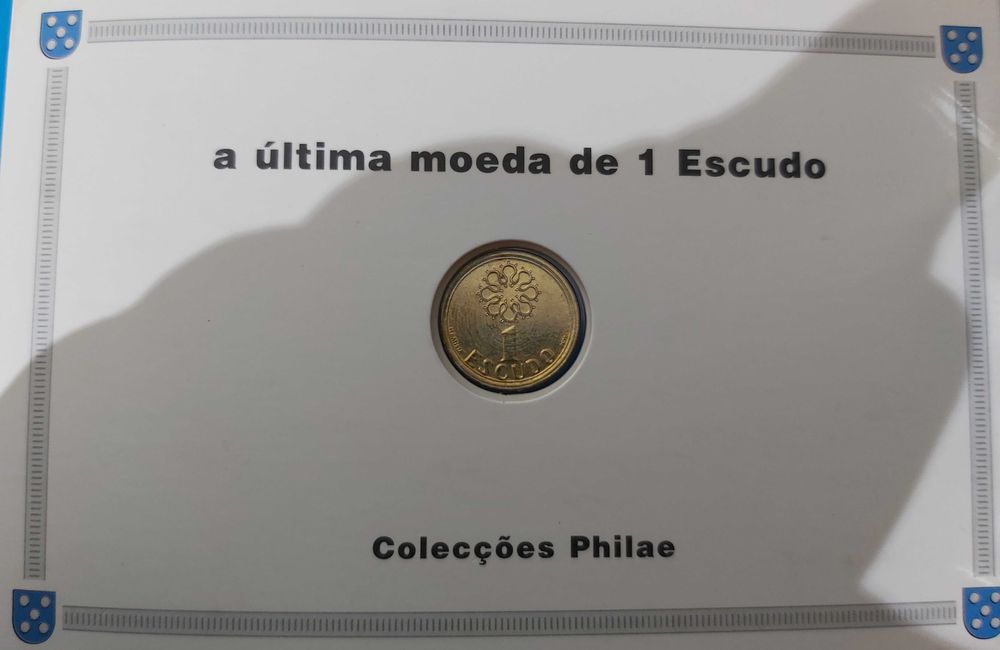 a última moeda de 1 Escudo
1
ESCUDO
Colecções Philae